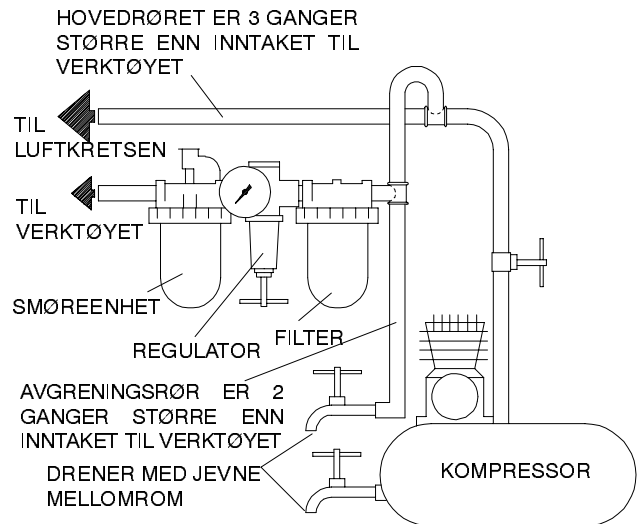 HOVEDRØRET ER 3 GANGER
STØRRE ENN INNTAKET TIL
VERKTØYET
TIL
LUFTKRETSEN
TIL
VERKTØYET
SMØREENHET
REGULATOR
FILTER
AVGRENINGSRØR ER 2
GANGER STØRRE ENN
INNTAKET TIL VERKTØYET
DRENER MED JEVNE
MELLOMROM
KOMPRESSOR